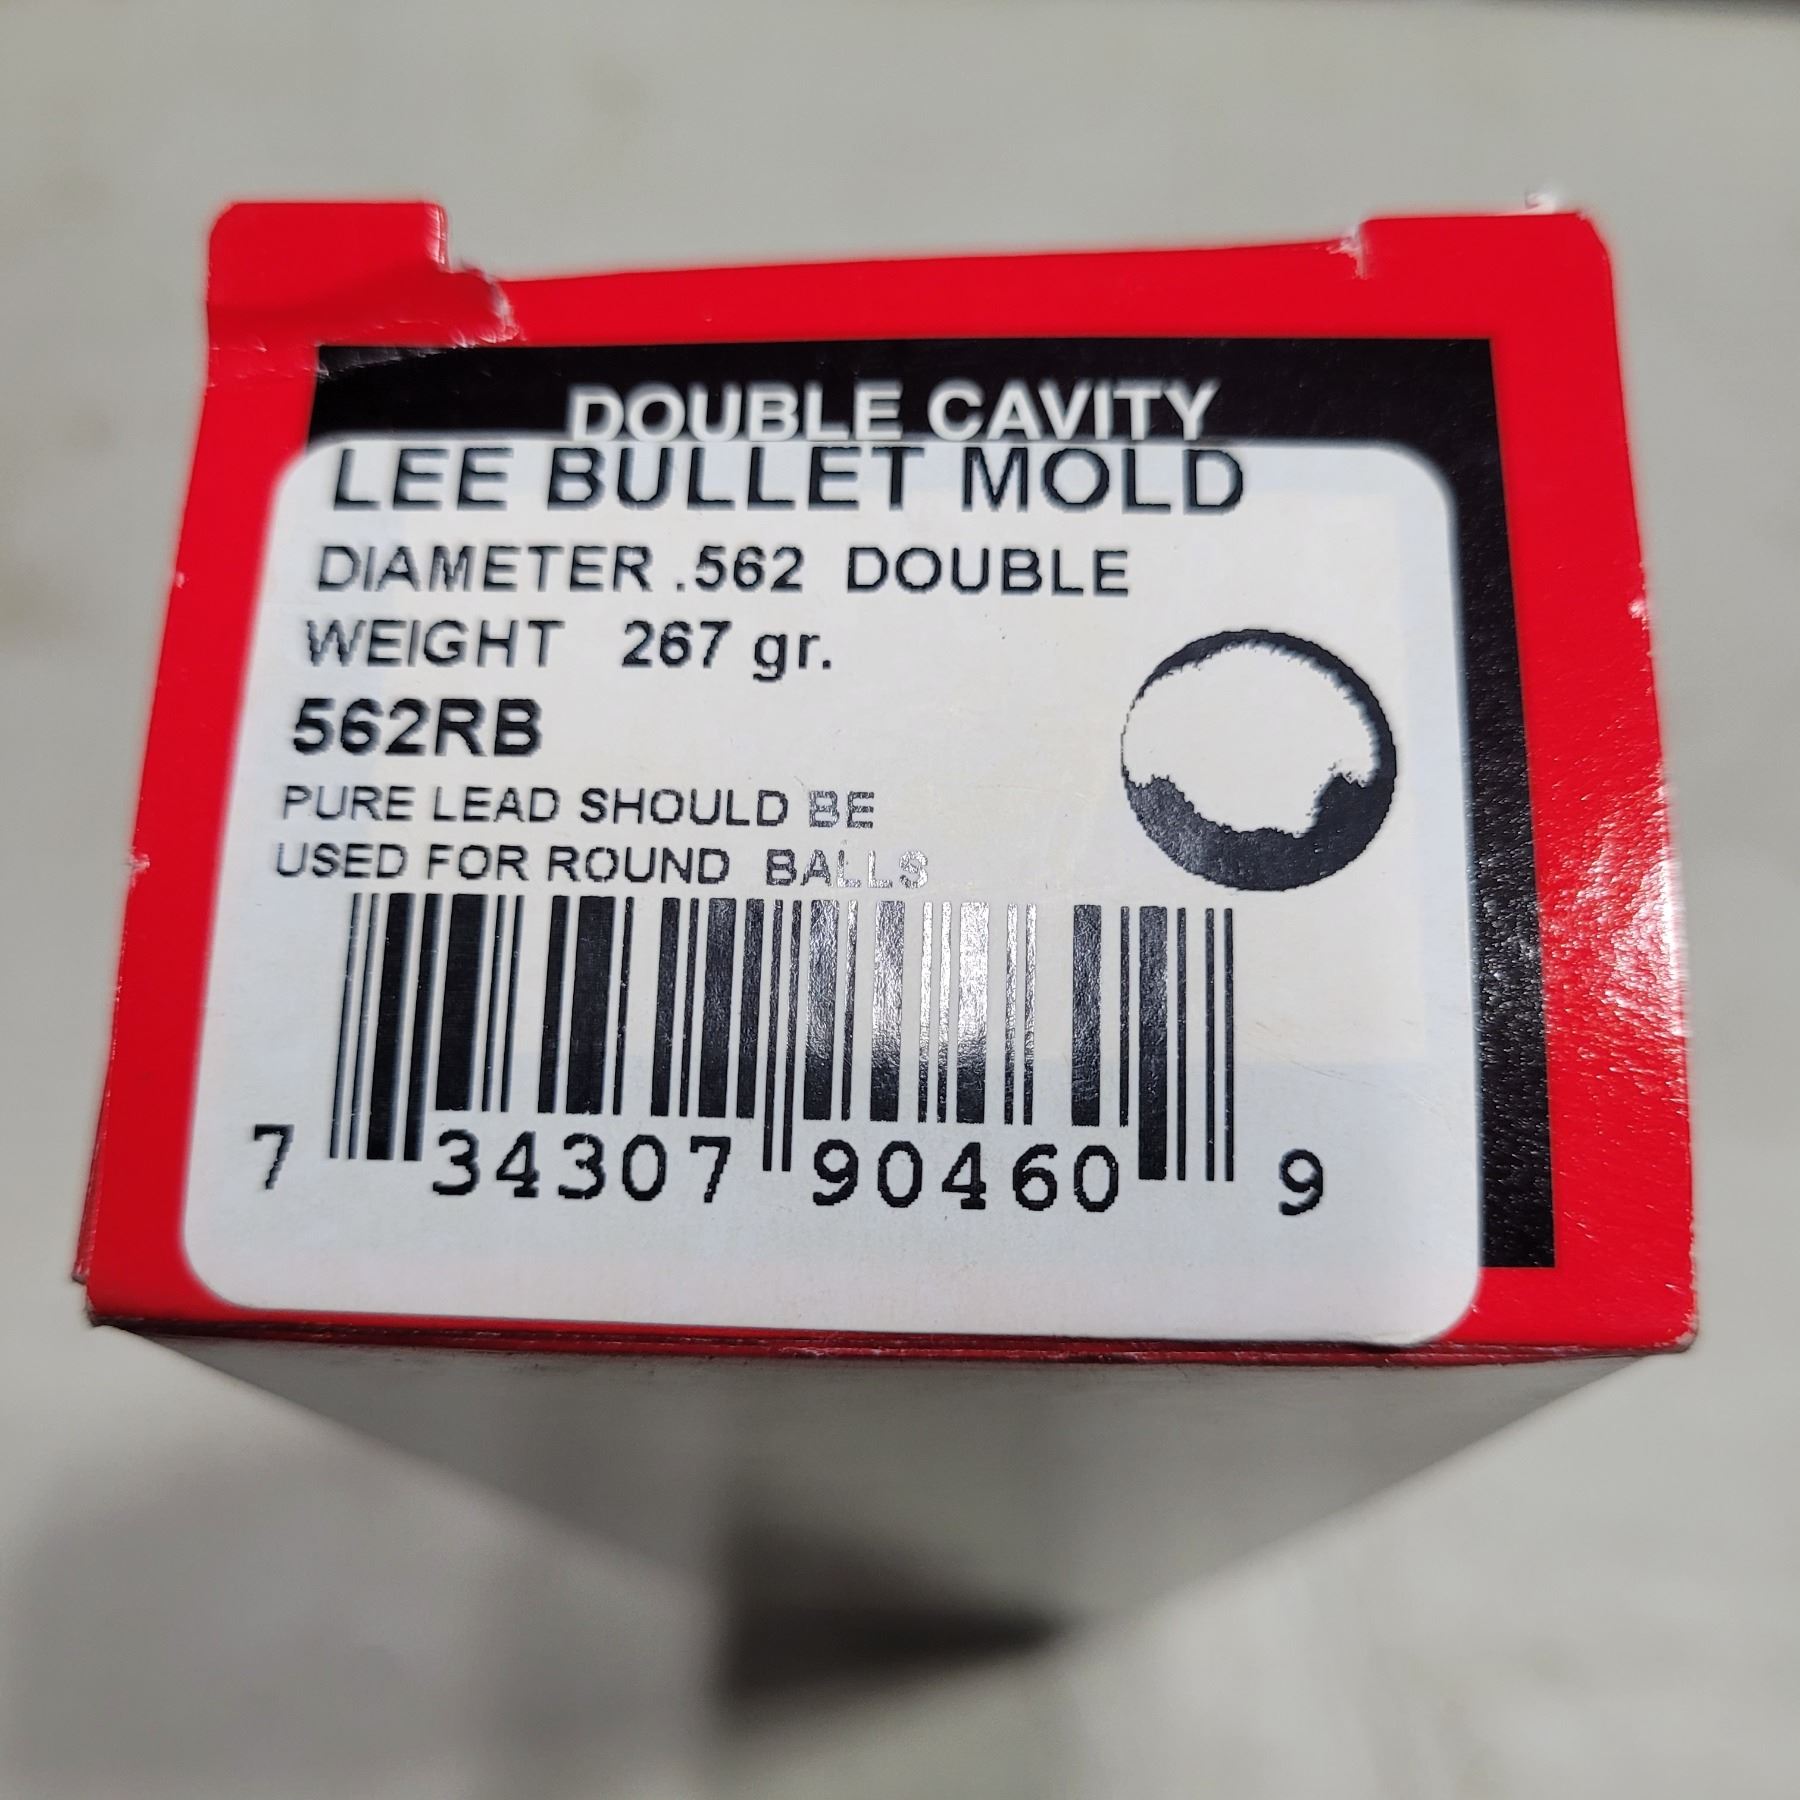 DOUBLE CAVITY
LEE BULLET MOLD
DIAMETER .562 DOUBLE
WEIGHT 267 gr.
562RB
PURE LEAD SHOULD BE
USED FOR ROUND BALLS
7 34307 90460 9